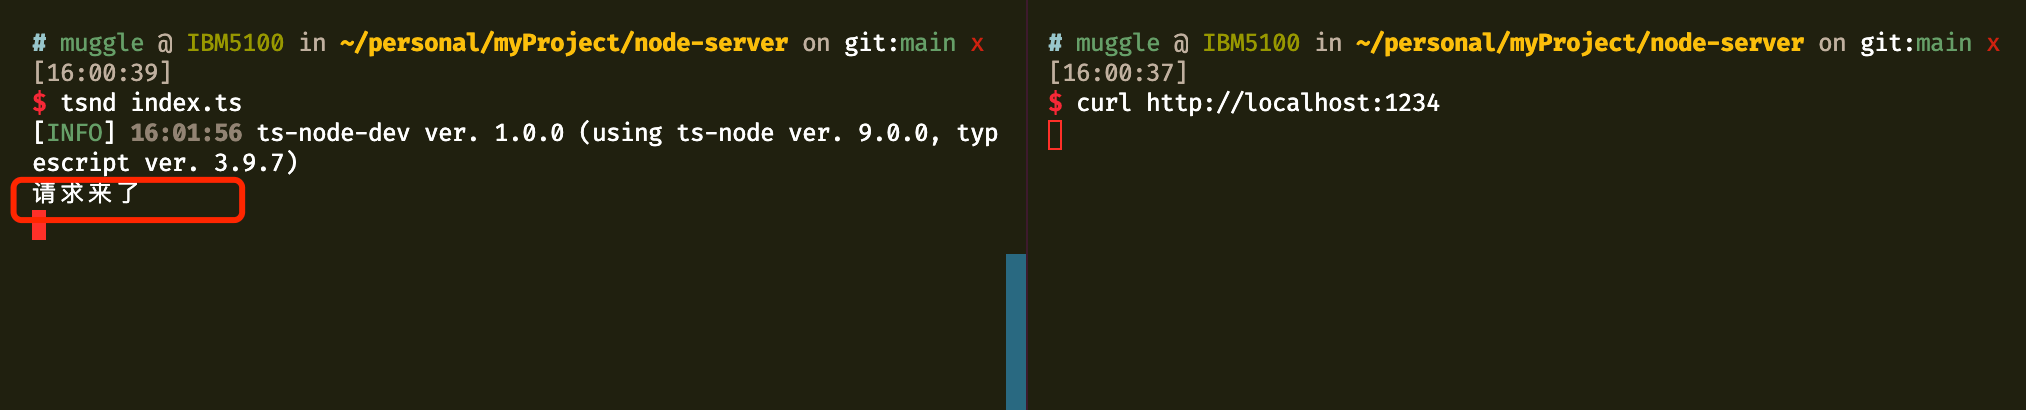 # muggle @ IBM5100 in ~/personal/myProject/node-server on git:main x
[16:00:39]
$ tsnd index.ts
[INFO] 16:01:56 ts-node-dev ver. 1.0.0 (using ts-node ver. 9.0.0, typ
escript ver. 3.9.7)
请求来了
# muggle @ IBM5100 in ~/personal/myProject/node-server on git:main x
[16:00:37]
$ curl http://localhost:1234